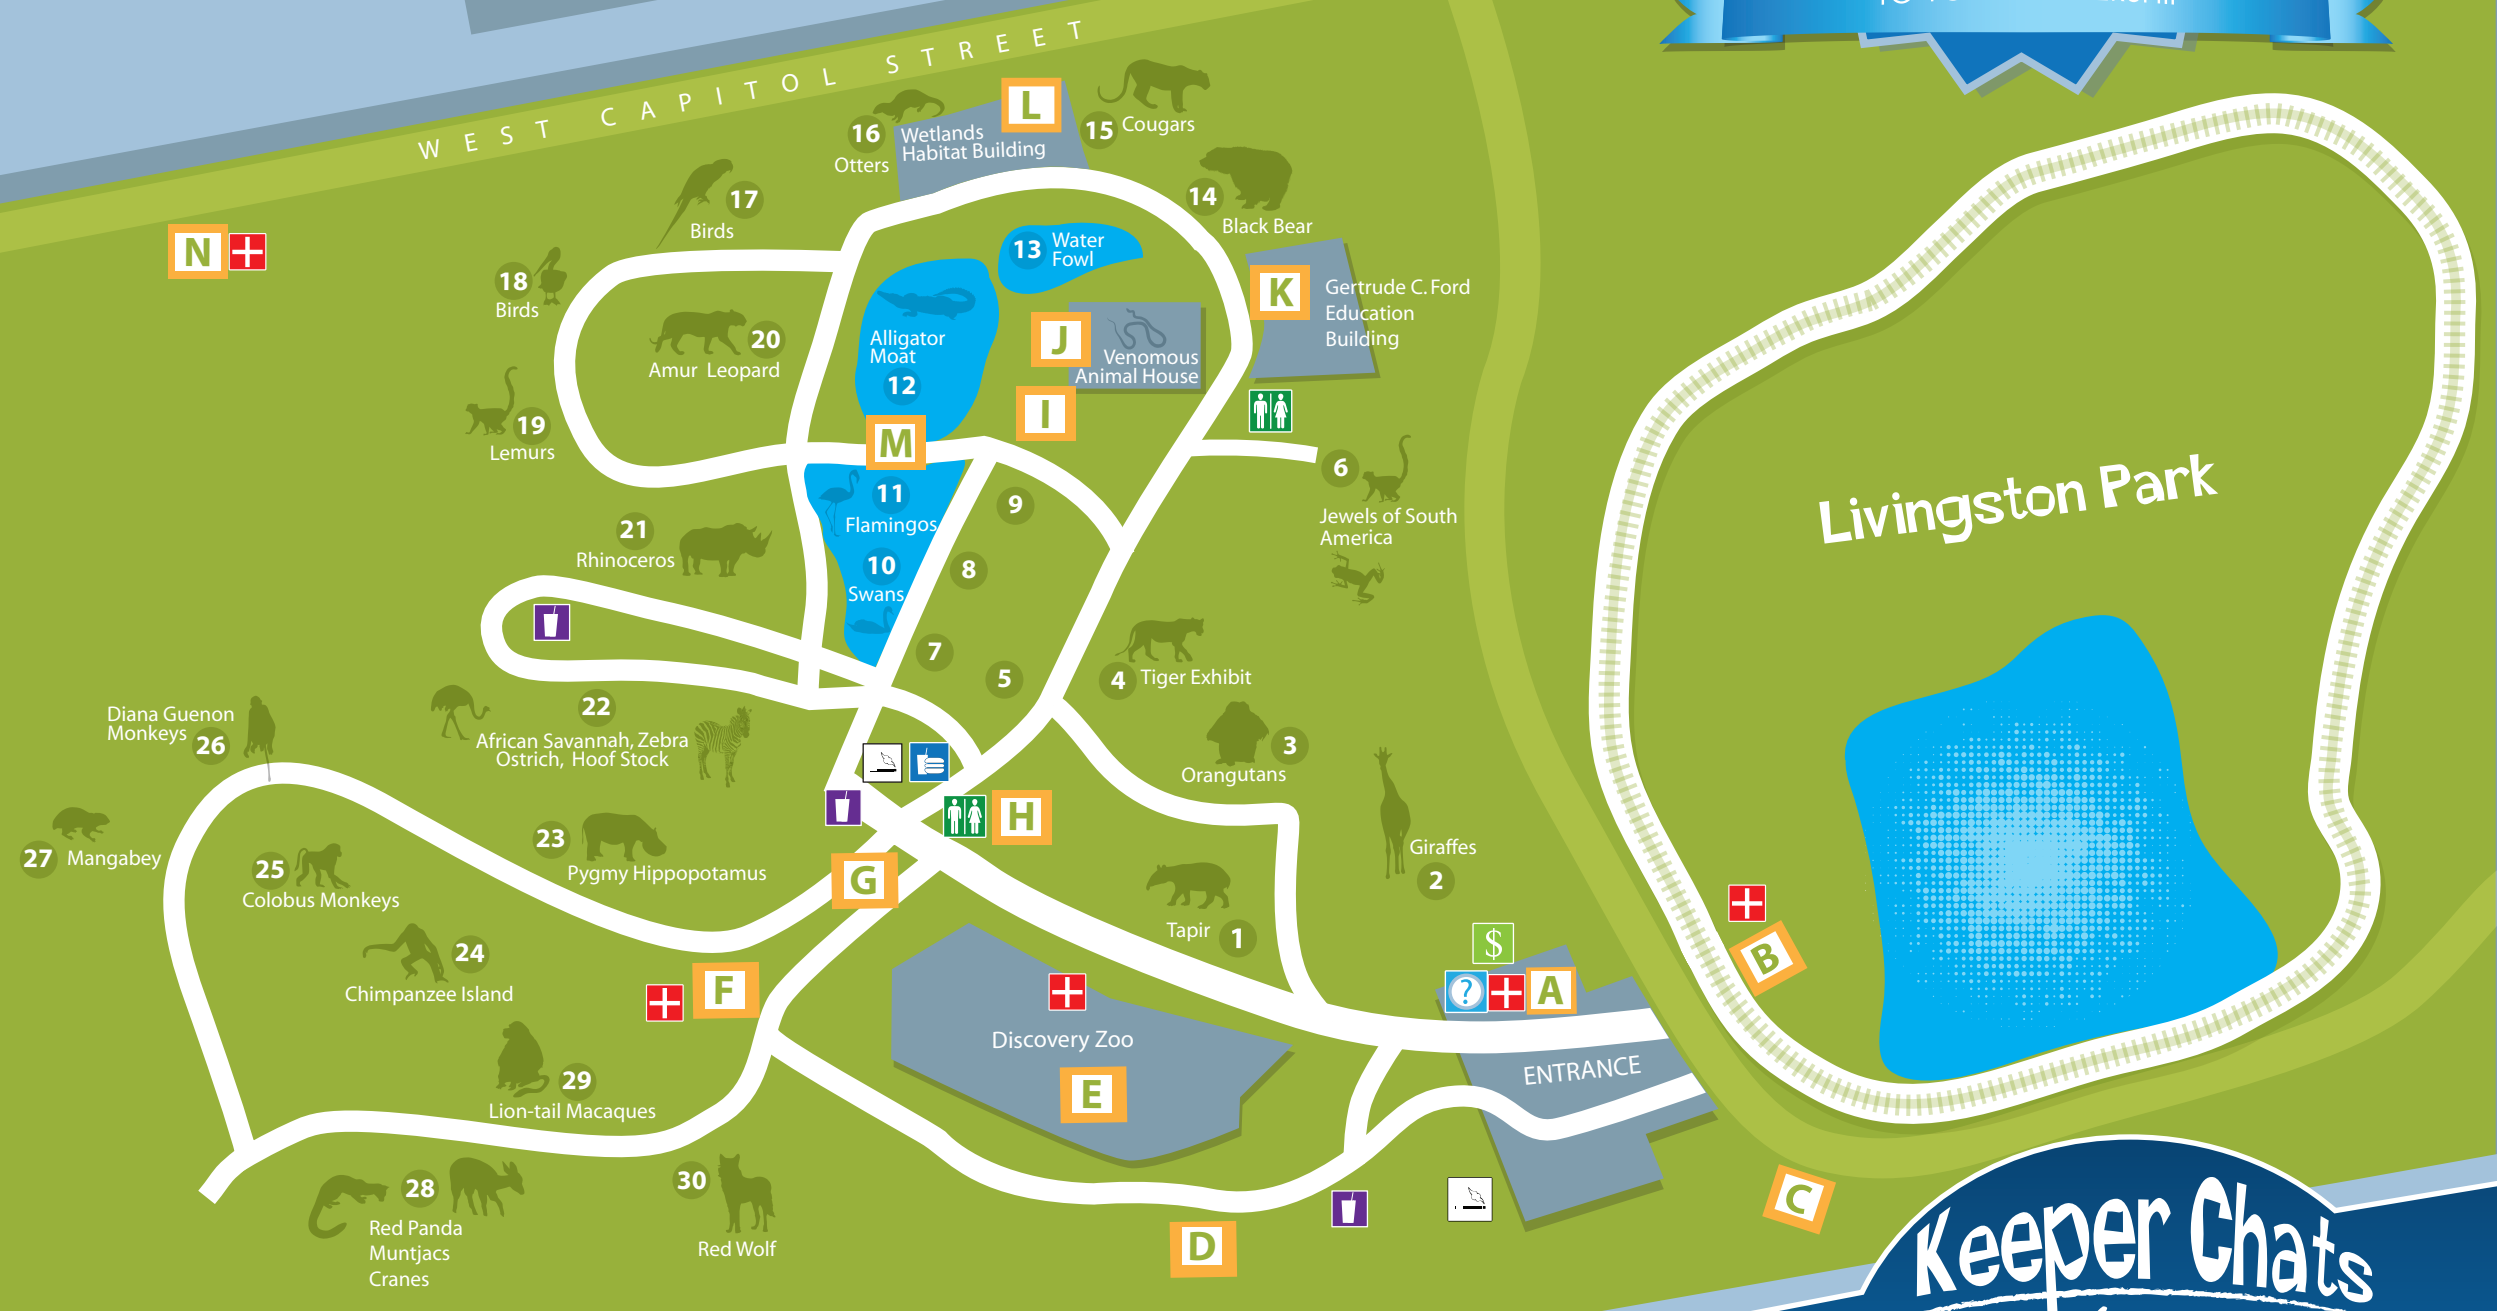 WEST CAPITOL STREET
L
16
Otters
Wetlands
Habitat Building
15
Cougars
17
Birds
14
Black Bear
N
18
Birds
13
Water
Fowl
K
Gertrude C. Ford
Education
Building
20
Amur Leopard
Alligator
Moat
12
J
Venomous
Animal House
I
19
Lemurs
M
6
Jewels of South
America
11
Flamingos
9
21
Rhinoceros
10
Swans
8
7
5
4
Tiger Exhibit
Livingston Park
Diana Guenon
Monkeys
26
22
African Savannah, Zebra
Ostrich, Hoof Stock
3
Orangutans
27
Mangabey
25
Colobus Monkeys
23
Pygmy Hippopotamus
H
G
Giraffes
2
Tapir
1
24
Chimpanzee Island
F
$
?
A
B
Discovery Zoo
E
ENTRANCE
29
Lion-tail Macaques
28
Red Panda
Muntjacs
Cranes
30
Red Wolf
D
C
Keeper Chats